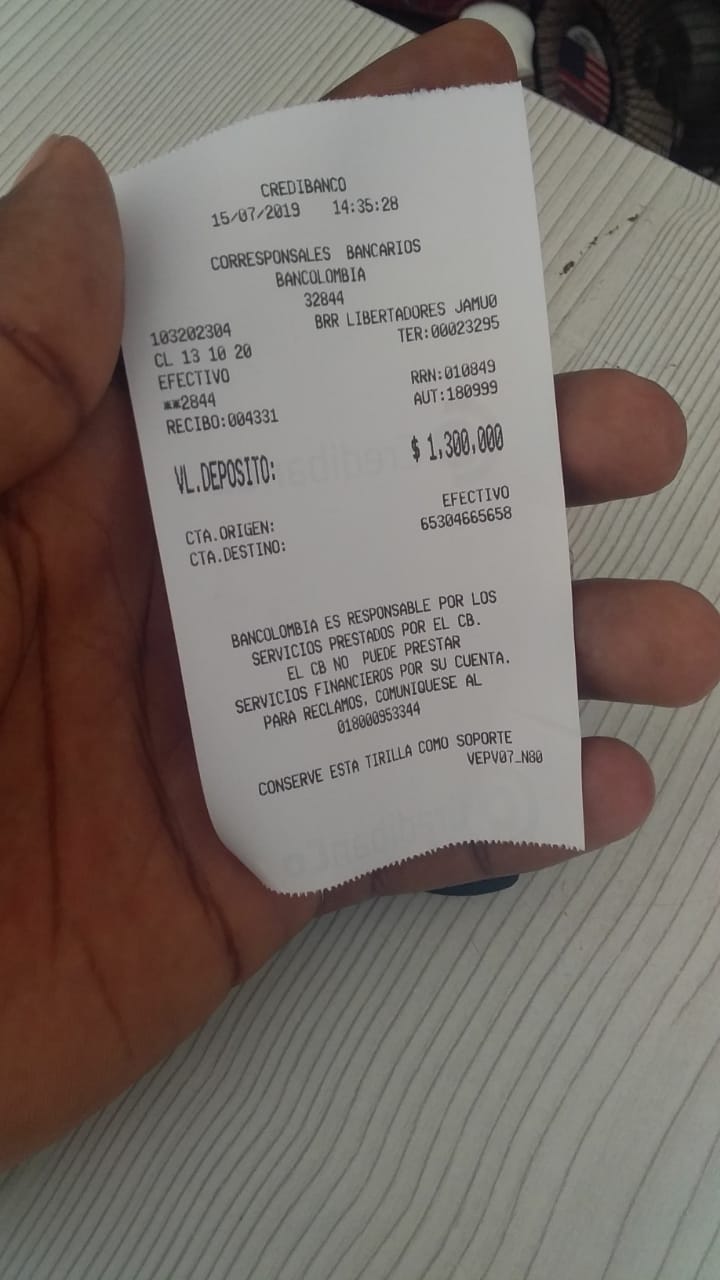 CREDIBANCO
15/07/2019 14:35:28
CORRESPONSALES BANCARIOS
BANCOLOMBIA
32844
103202304 BRR LIBERTADORES JAMU0
CL 13 10 20 TER:00023295
EFECTIVO
**2844 RRN:010849
RECIBO:004331 AUT:180999
VL.DEPOSITO: $ 1,300,000
CTA.ORIGEN: EFECTIVO
CTA.DESTINO: 65304665658
BANCOLOMBIA ES RESPONSABLE POR LOS
SERVICIOS PRESTADOS POR EL CB.
EL CB NO PUEDE PRESTAR
SERVICIOS FINANCIEROS POR SU CUENTA.
PARA RECLAMOS, COMUNIQUESE AL
018000953344
CONSERVE ESTA TIRILLA COMO SOPORTE
VEPV07_N80